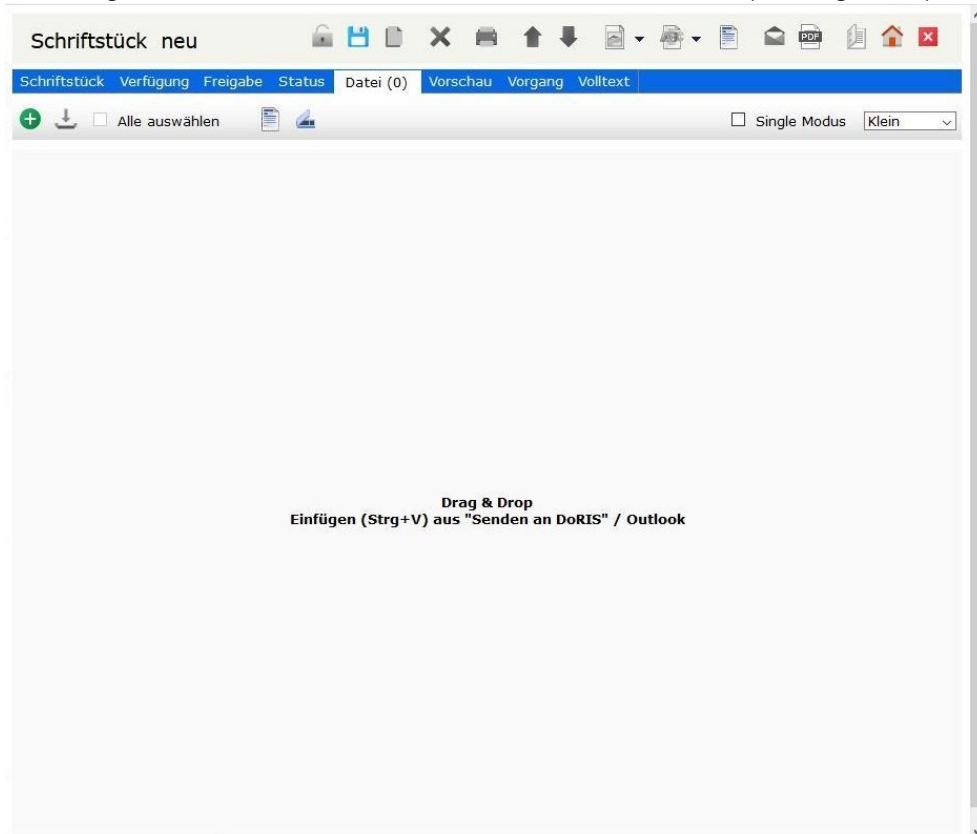 Schriftstück neu
PDF
Schriftstück Verfügung Freigabe Status Datei (0) Vorschau Vorgang Volltext
Alle auswählen Single Modus Klein
Drag & Drop
Einfügen (Strg+V) aus "Senden an DoRIS" / Outlook